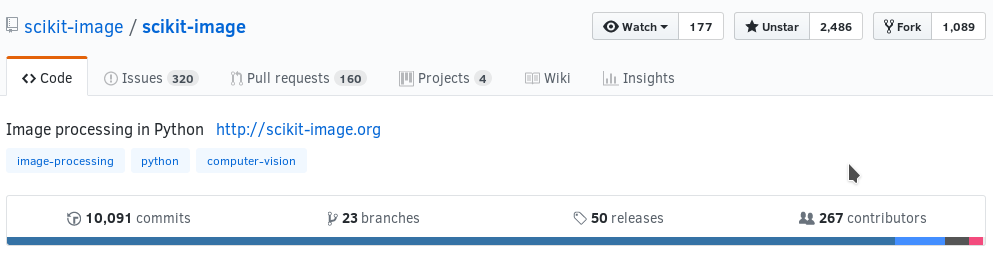 scikit-image / scikit-image Watch 177 Unstar 2,486 Fork 1,089
Code Issues 320 Pull requests 160 Projects 4 Wiki Insights
Image processing in Python http://scikit-image.org
image-processing python computer-vision
10,091 commits 23 branches 50 releases 267 contributors